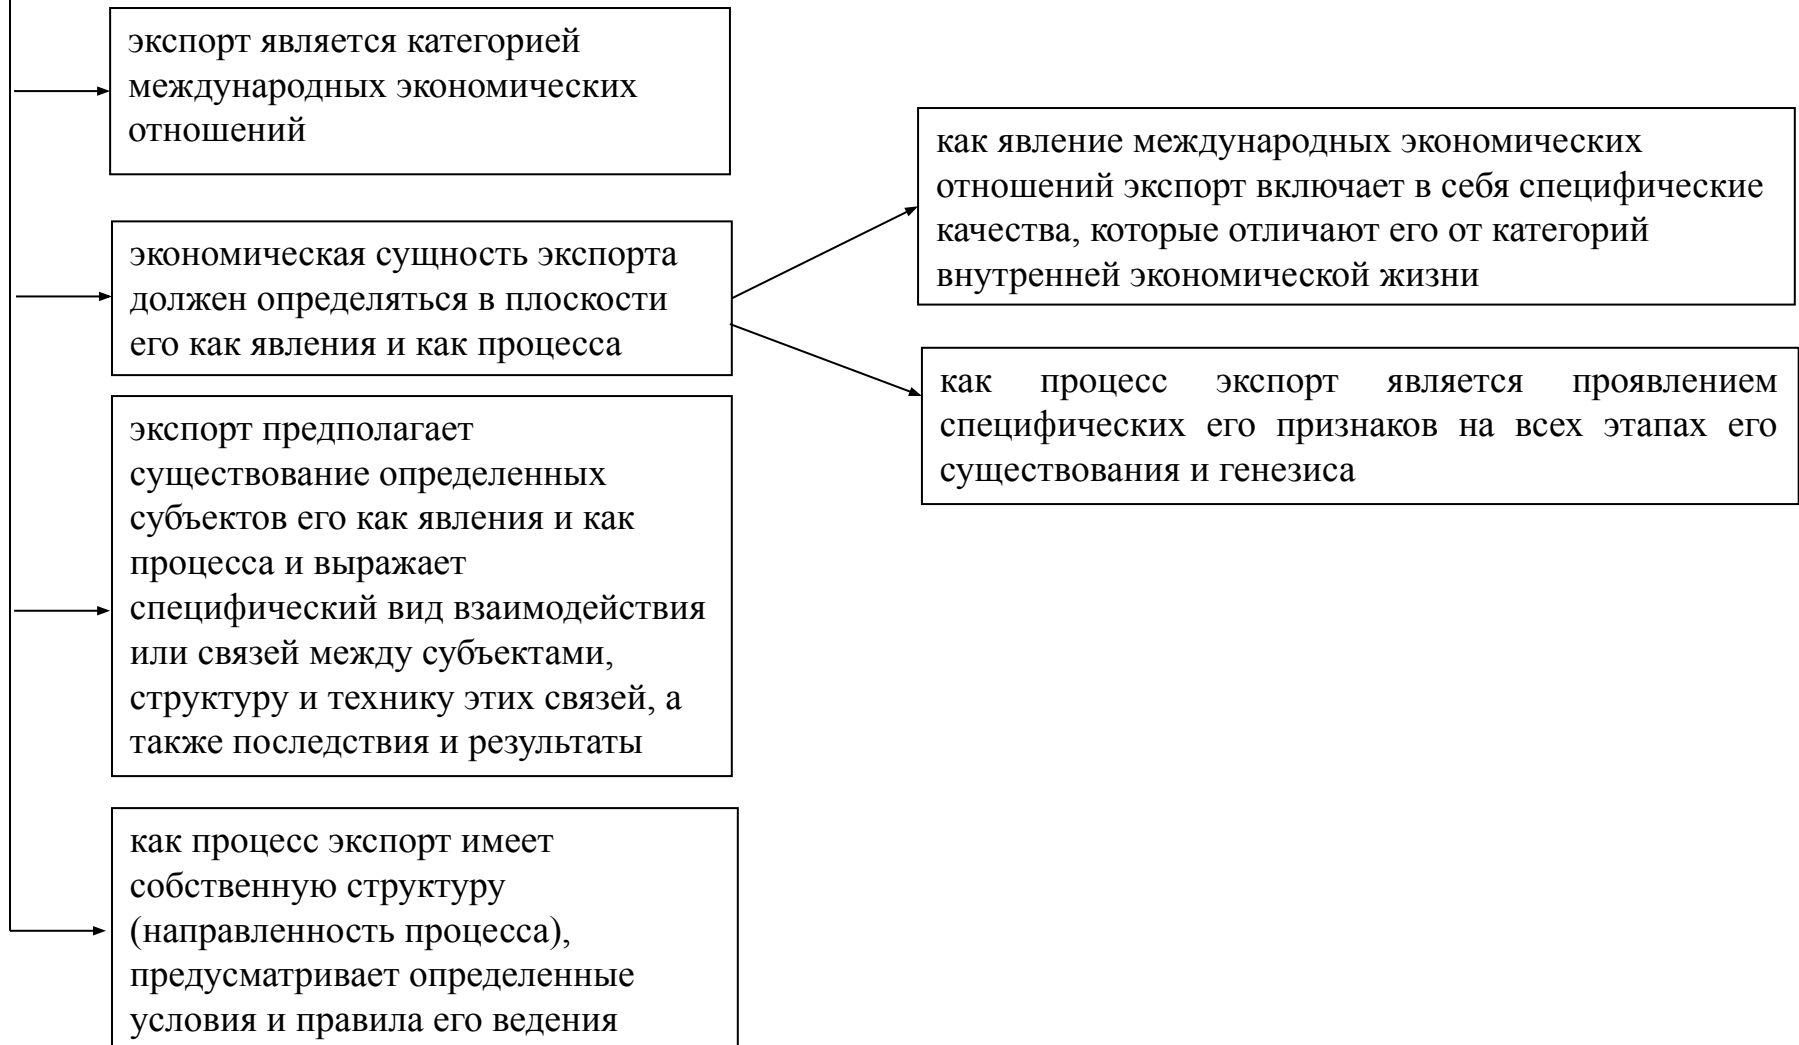 экспорт является категорией
международных экономических
отношений
экономическая сущность экспорта
должен определяться в плоскости
его как явления и как процесса
как явление международных экономических
отношений экспорт включает в себя специфические
качества, которые отличают его от категорий
внутренней экономической жизни
как процесс экспорт является проявлением
специфических его признаков на всех этапах его
существования и генезиса
экспорт предполагает
существование определенных
субъектов его как явления и как
процесса и выражает
специфический вид взаимодействия
или связей между субъектами,
структуру и технику этих связей, а
также последствия и результаты
как процесс экспорт имеет
собственную структуру
(направленность процесса),
предусматривает определенные
условия и правила его ведения